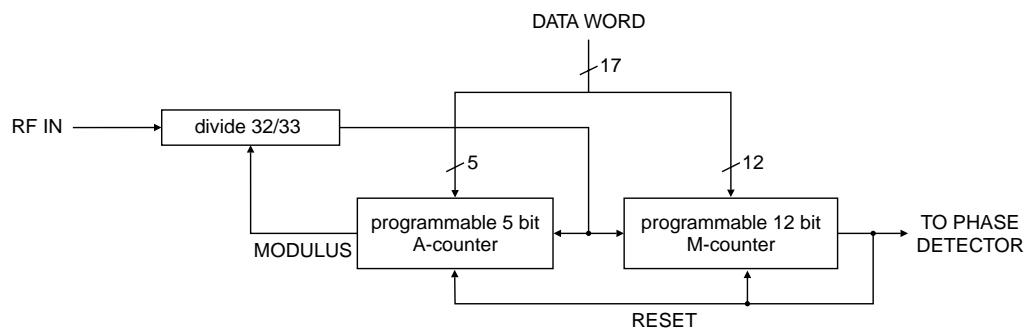 DATA WORD
17
RF IN
divide 32/33
5
12
programmable 5 bit
A-counter
programmable 12 bit
M-counter
TO PHASE
DETECTOR
MODULUS
RESET